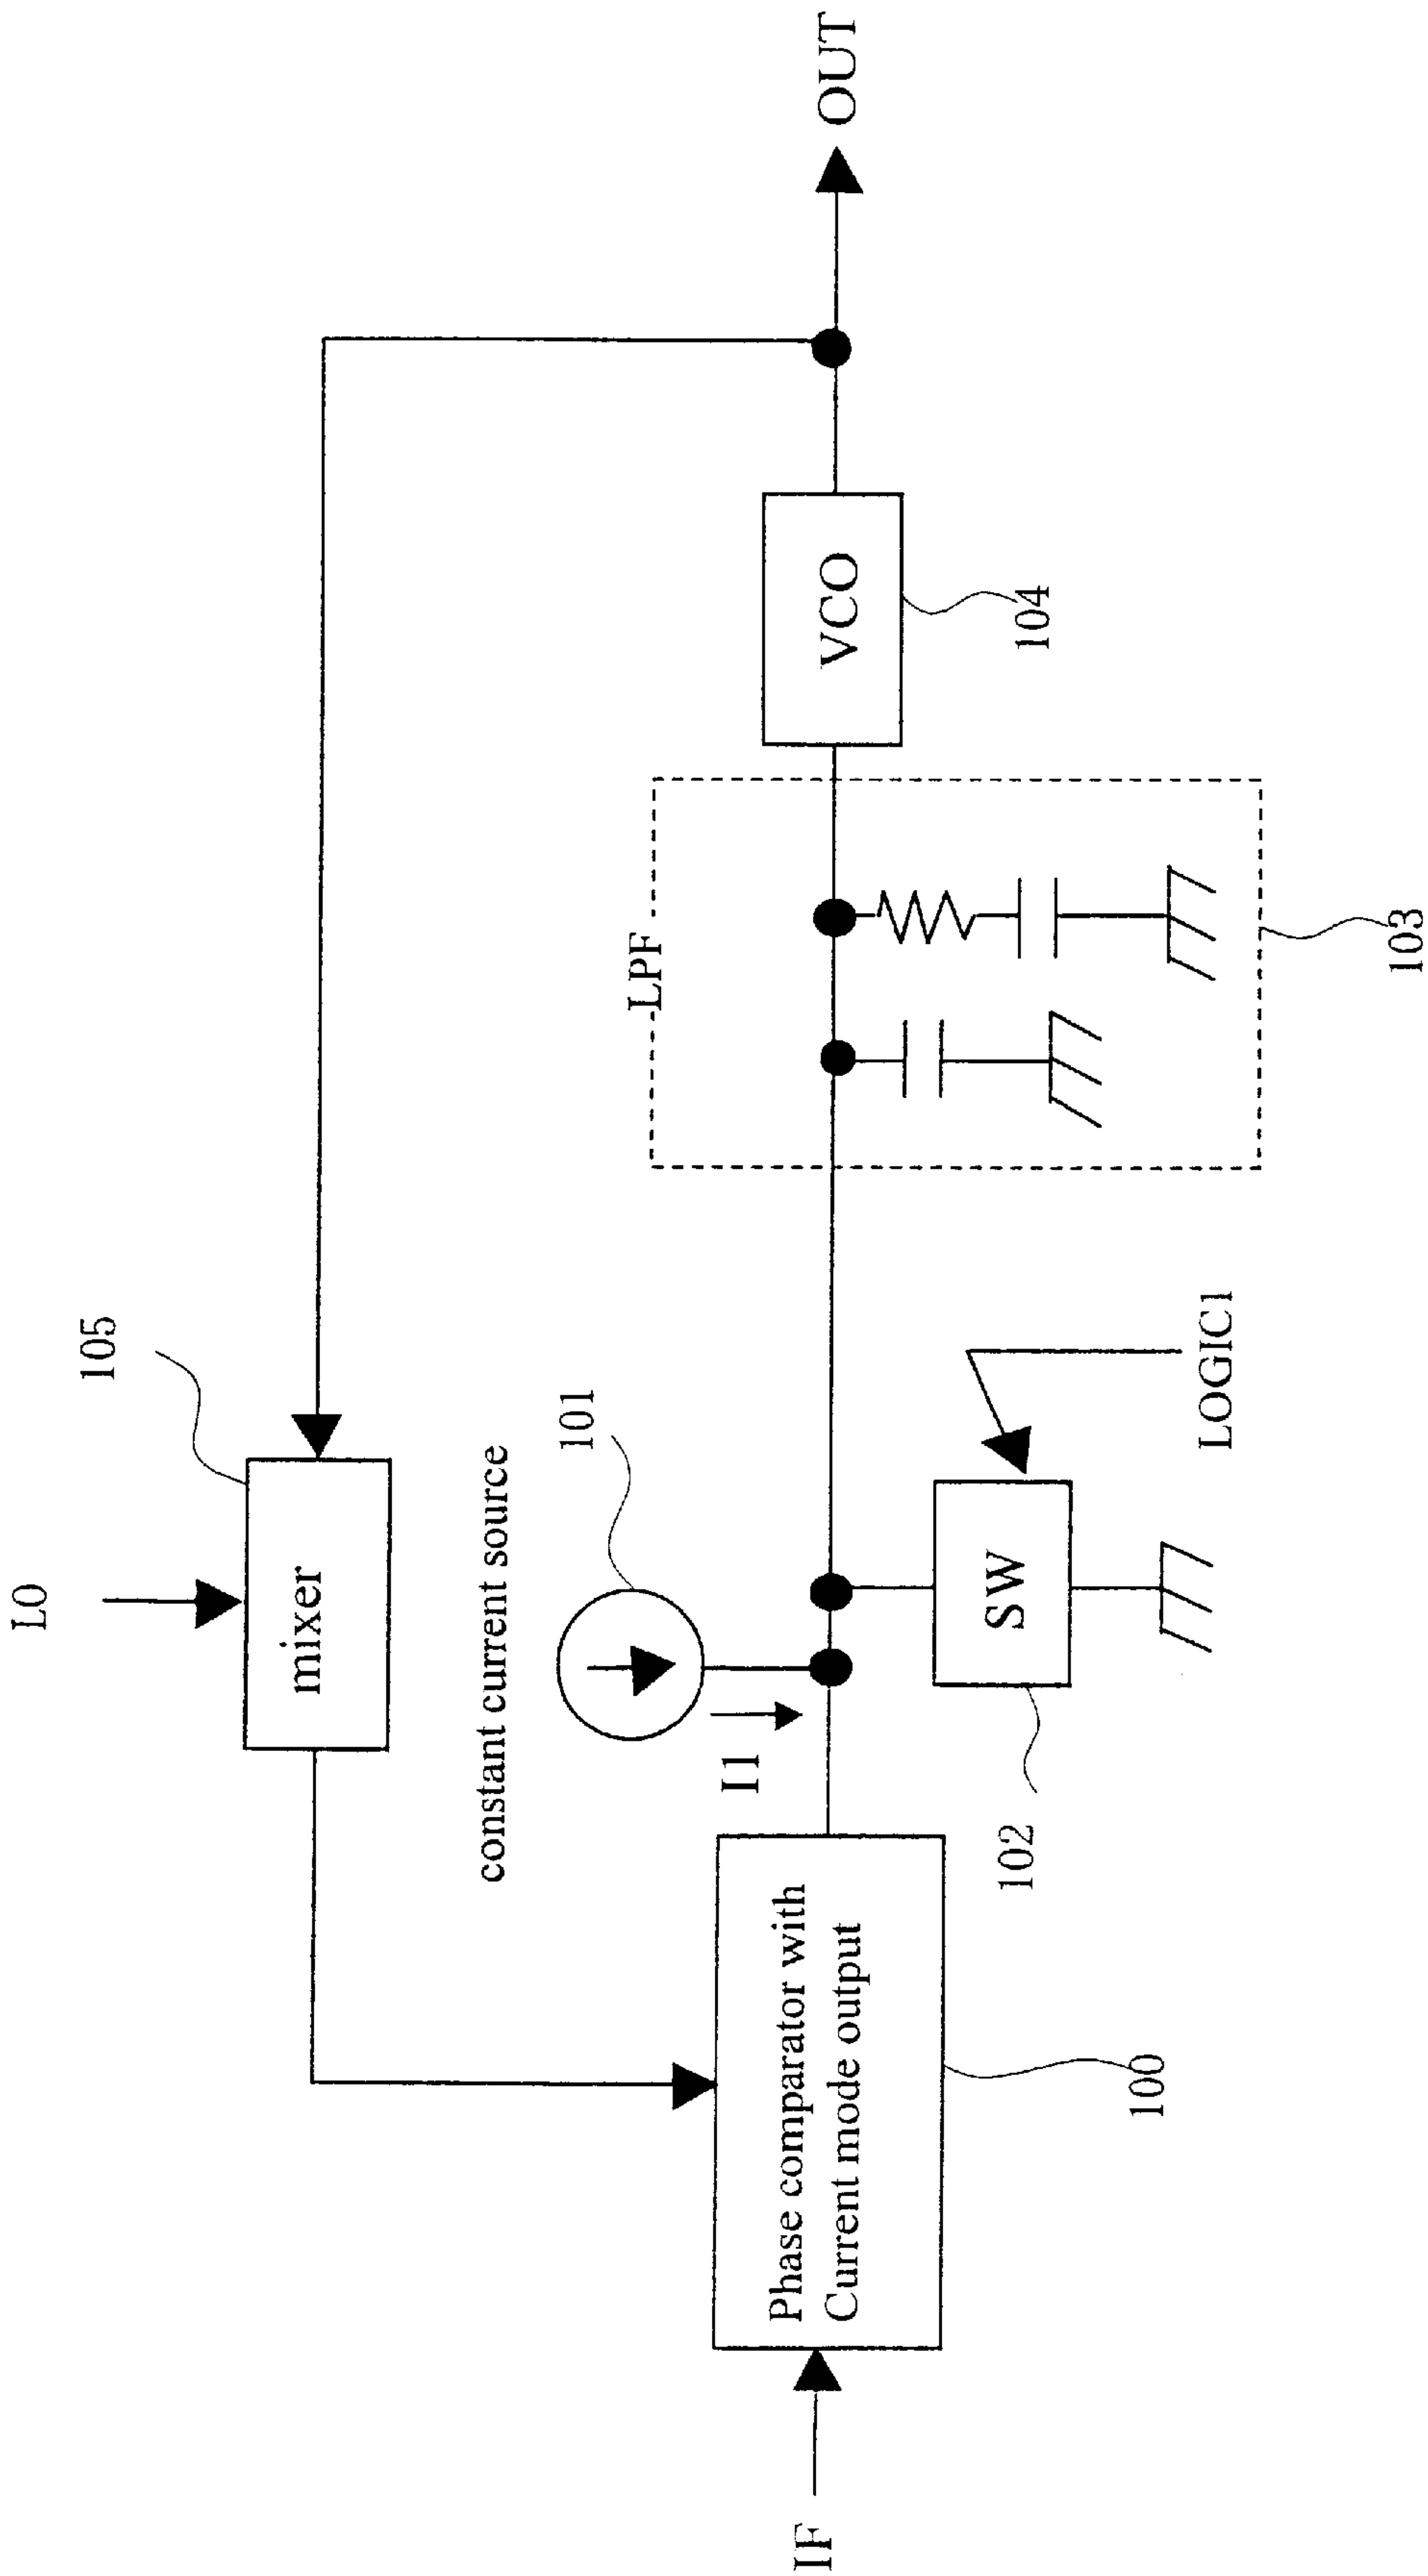 LO
105
mixer
constant current source
101
I1
LPF
Phase comparator with
Current mode output
IF
VCO
OUT
SW
100
102
LOGIC1
104
103